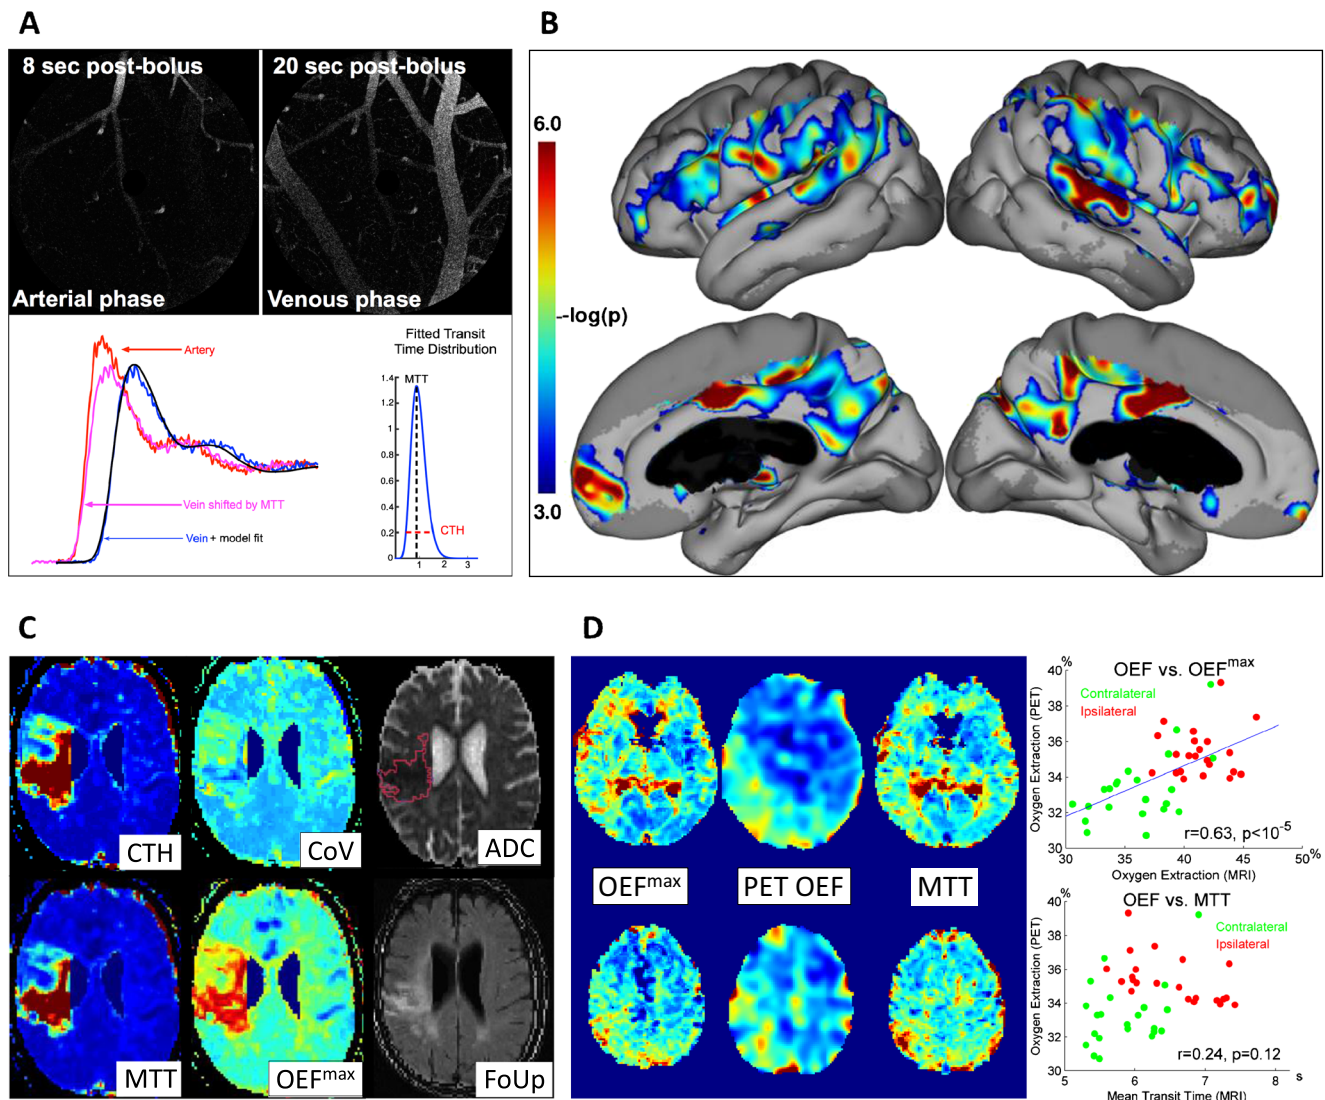 A
B
8 sec post-bolus
20 sec post-bolus
Arterial phase
Venous phase
Artery
Vein shifted by MTT
Vein + model fit
Fitted Transit
Time Distribution
MTT
1.4
1.2
1
0.8
0.6
0.4
0.2
0
CTH
1
2
3
6.0
-log(p)
3.0
C
D
CTH
CoV
ADC
MTT
OEFmax
FoUp
OEFmax
PET OEF
MTT
OEF vs. OEFmax
Contralateral
Ipsilateral
Oxygen Extraction (PET)
%
40
38
36
34
32
30
r=0.63, p<10-5
30
35
40
45
50
%
Oxygen Extraction (MRI)
OEF vs. MTT
Contralateral
Ipsilateral
Oxygen Extraction (PET)
%
40
38
36
34
32
30
r=0.24, p=0.12
5
6
7
8
s
Mean Transit Time (MRI)